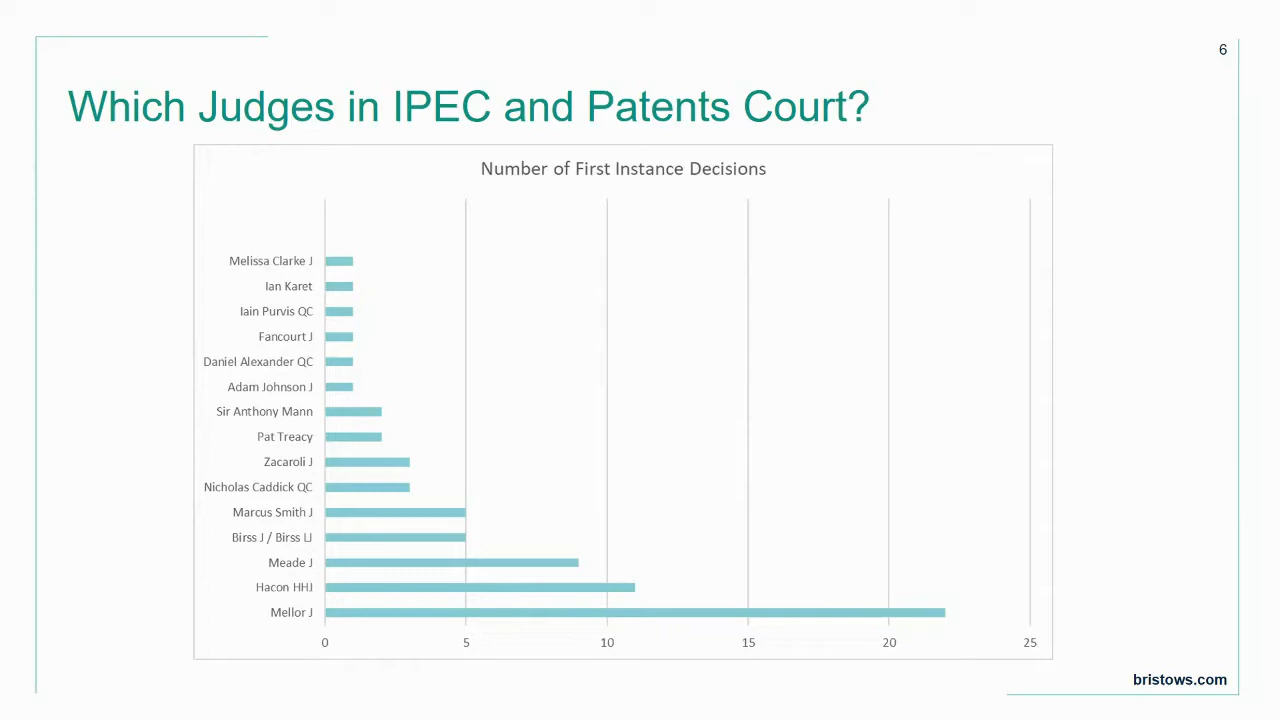 6
Which Judges in IPEC and Patents Court?
Number of First Instance Decisions
Melissa Clarke J
Ian Karet
Iain Purvis QC
Fancourt J
Daniel Alexander QC
Adam Johnson J
Sir Anthony Mann
Pat Treacy
Zacaroli J
Nicholas Caddick QC
Marcus Smith J
Birss J / Birss LJ
Meade J
Hacon HHJ
Mellor J
0 5 10 15 20 25
bristows.com